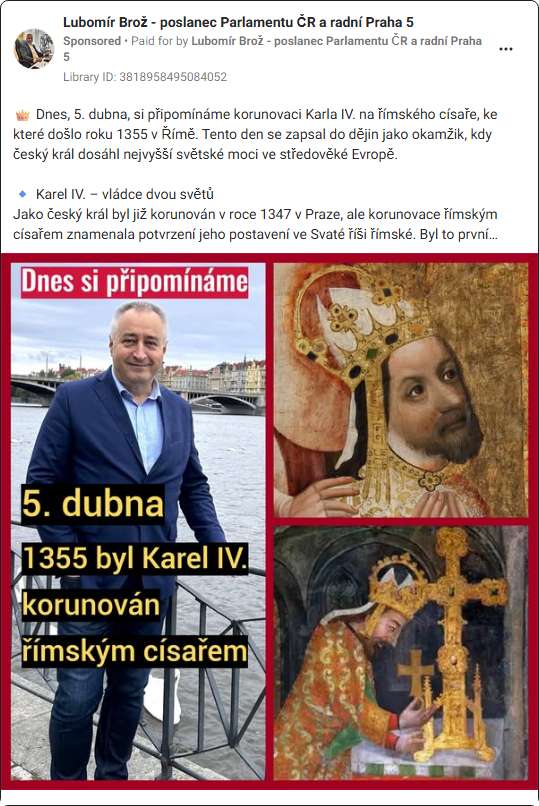 Lubomír Brož - poslanec Parlamentu ČR a radní Praha 5
Sponsored • Paid for by Lubomír Brož - poslanec Parlamentu ČR a radní Praha
5
Library ID: 3818958495084052
👑 Dnes, 5. dubna, si připomínáme korunovaci Karla IV. na římského císaře, ke
které došlo roku 1355 v Římě. Tento den se zapsal do dějin jako okamžik, kdy
český král dosáhl nejvyšší světské moci ve středověké Evropě.
🔹 Karel IV. – vládce dvou světů
Jako český král byl již korunován v roce 1347 v Praze, ale korunovace římským
císařem znamenala potvrzení jeho postavení ve Svaté říši římské. Byl to první...
Dnes si připomínáme
5. dubna
1355 byl Karel IV.
korunován
římským císařem